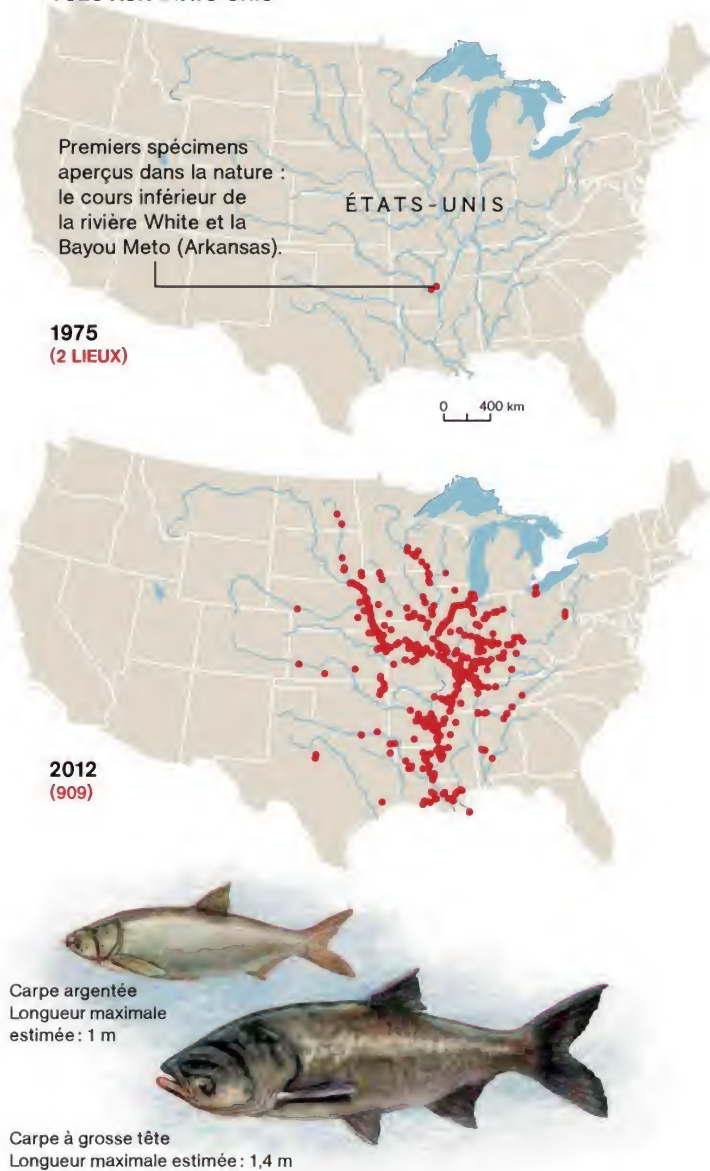 Premiers spécimens
aperçus dans la nature :
le cours inférieur de
la rivière White et la
Bayou Meto (Arkansas).
ÉTATS-UNIS
1975
(2 LIEUX)
0 400 km
2012
(909)
Carpe argentée
Longueur maximale
estimée : 1 m
Carpe à grosse tête
Longueur maximale estimée : 1,4 m